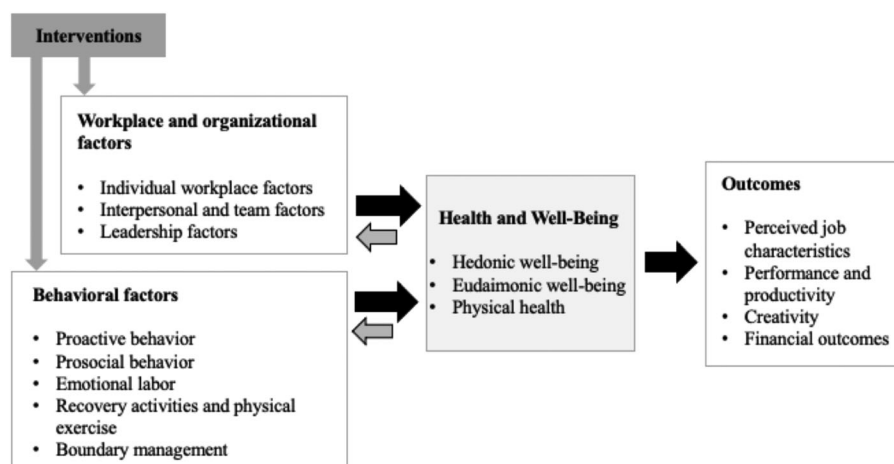 Interventions
Workplace and organizational
factors
• Individual workplace factors
• Interpersonal and team factors
• Leadership factors
Behavioral factors
• Proactive behavior
• Prosocial behavior
• Emotional labor
• Recovery activities and physical
exercise
• Boundary management
Health and Well-Being
• Hedonic well-being
• Eudaimonic well-being
• Physical health
Outcomes
• Perceived job
characteristics
• Performance and
productivity
• Creativity
• Financial outcomes